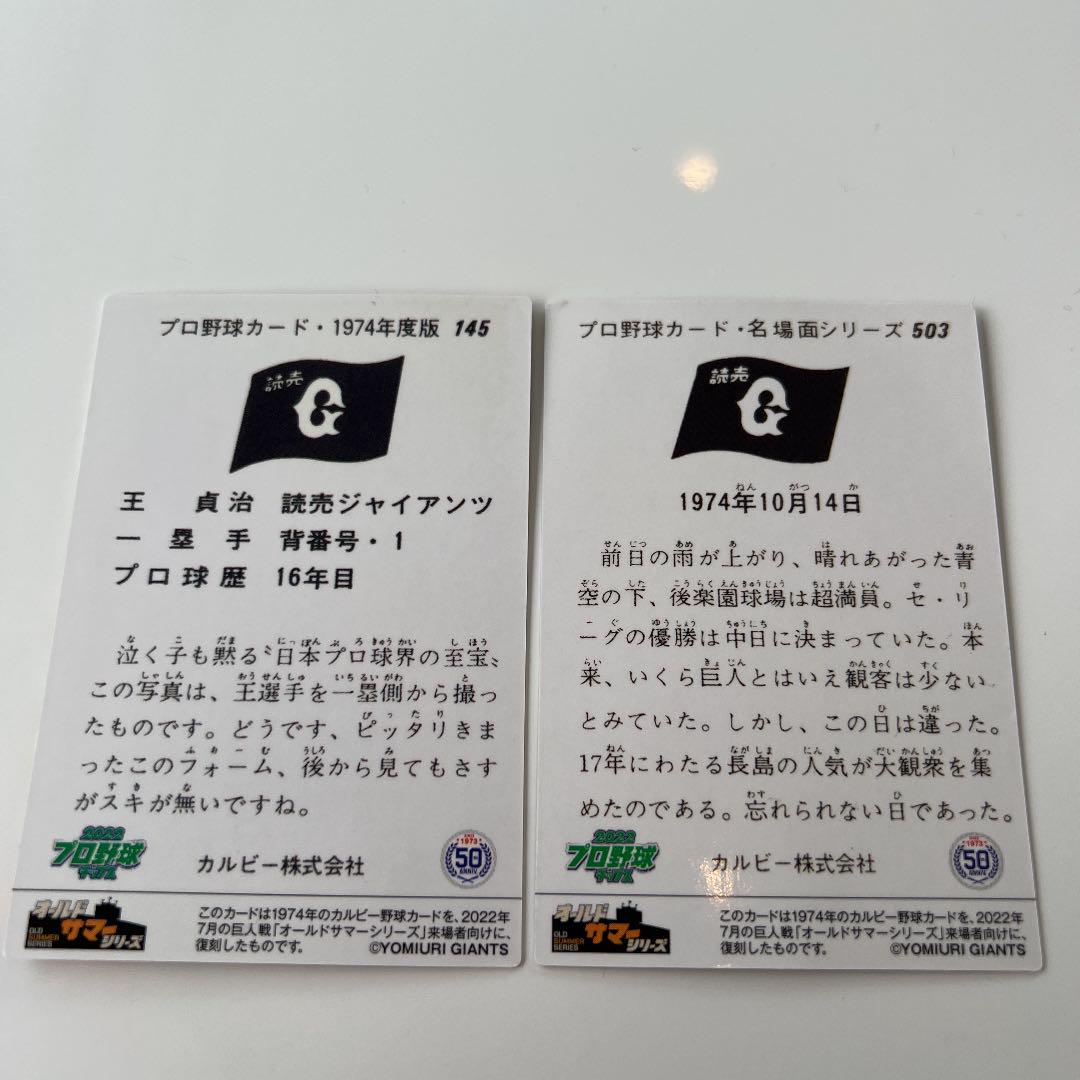 プロ野球カード・1974年度版 145
読売
G
王 貞治 読売ジャイアンツ
一塁手 背番号・1
プロ球歴 16年目
泣く子も黙る〝日本プロ球界の至宝〟
この写真は、王選手を一塁側から撮っ
たものです。どうです、ピッタリきま
ったこのフォーム、後から見てもさす
がスキが無いですね。
2022
プロ野球
チップス
カルビー株式会社
SINCE 1973
50
ANNIV.
オールド
サマー
シリーズ
OLD
SUMMER
SERIES
このカードは1974年のカルビー野球カードを、2022年
7月の巨人戦「オールドサマーシリーズ」来場者向けに、
復刻したものです。 ©YOMIURI GIANTS
プロ野球カード・名場面シリーズ 503
読売
G
1974年10月14日
前日の雨が上がり、晴れあがった青
空の下、後楽園球場は超満員。セ・リ
ーグの優勝は中日に決まっていた。本
来、いくら巨人とはいえ観客は少ない
とみていた。しかし、この日は違った。
17年にわたる長島の人気が大観衆を集
めたのである。忘れられない日であった。
2022
プロ野球
チップス
カルビー株式会社
SINCE 1973
50
ANNIV.
オールド
サマー
シリーズ
OLD
SUMMER
SERIES
このカードは1974年のカルビー野球カードを、2022年
7月の巨人戦「オールドサマーシリーズ」来場者向けに、
復刻したものです。 ©YOMIURI GIANTS